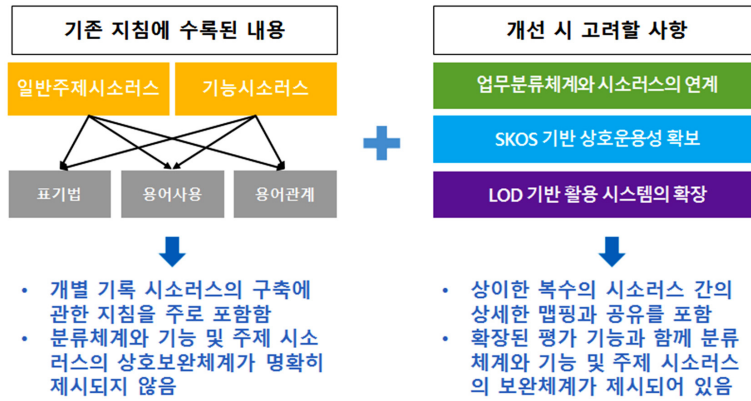 기존 지침에 수록된 내용
일반주제시소러스
기능시소러스
표기법
용어사용
용어관계
• 개별 기록 시소러스의 구축에
관한 지침을 주로 포함함
• 분류체계와 기능 및 주제 시소
러스의 상호보완체계가 명확히
제시되지 않음
개선 시 고려할 사항
업무분류체계와 시소러스의 연계
SKOS 기반 상호운용성 확보
LOD 기반 활용 시스템의 확장
• 상이한 복수의 시소러스 간의
상세한 맵핑과 공유를 포함
• 확장된 평가 기능과 함께 분류
체계와 기능 및 주제 시소러스
의 보완체계가 제시되어 있음